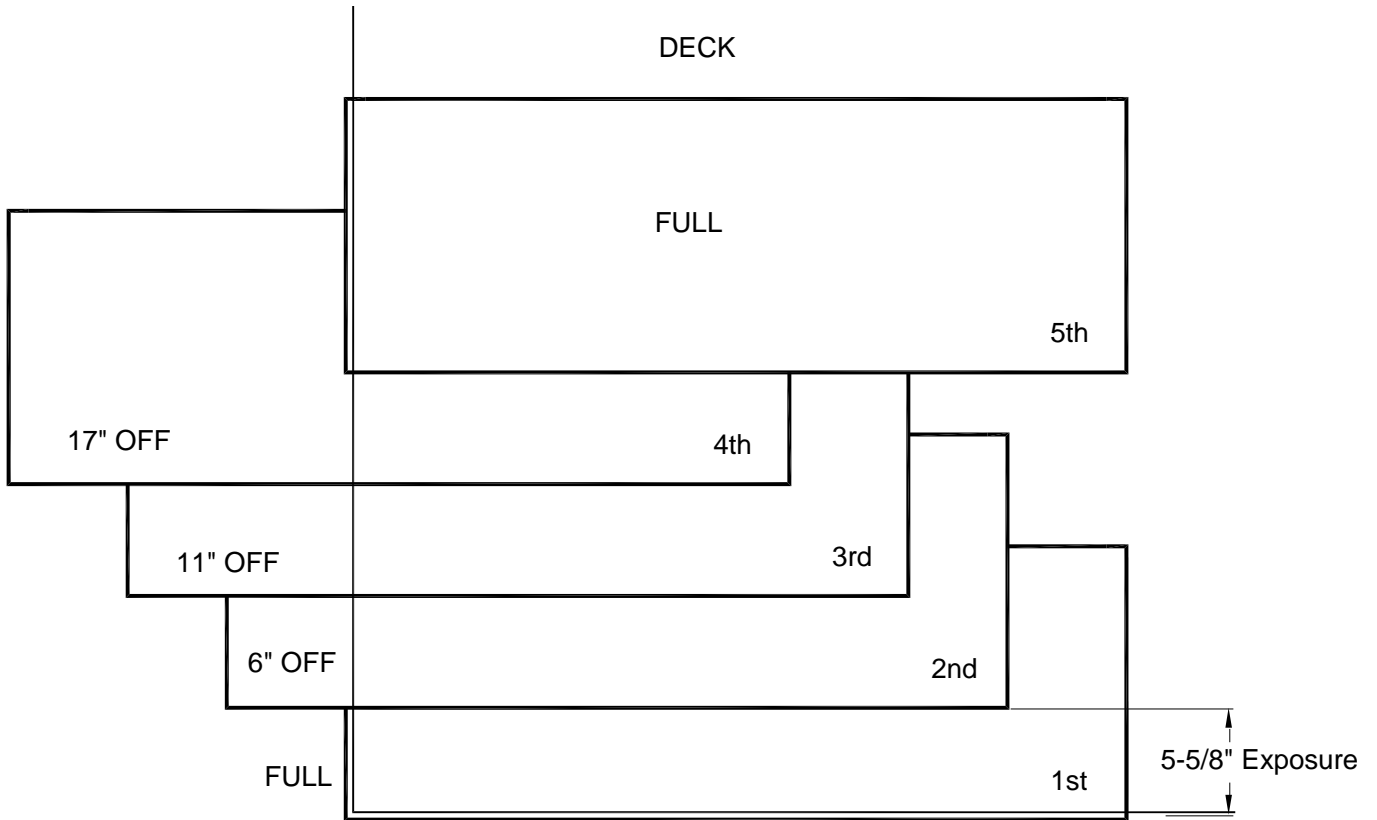 DECK
FULL
5th
17" OFF
4th
11" OFF
3rd
6" OFF
2nd
5-5/8" Exposure
FULL
1st